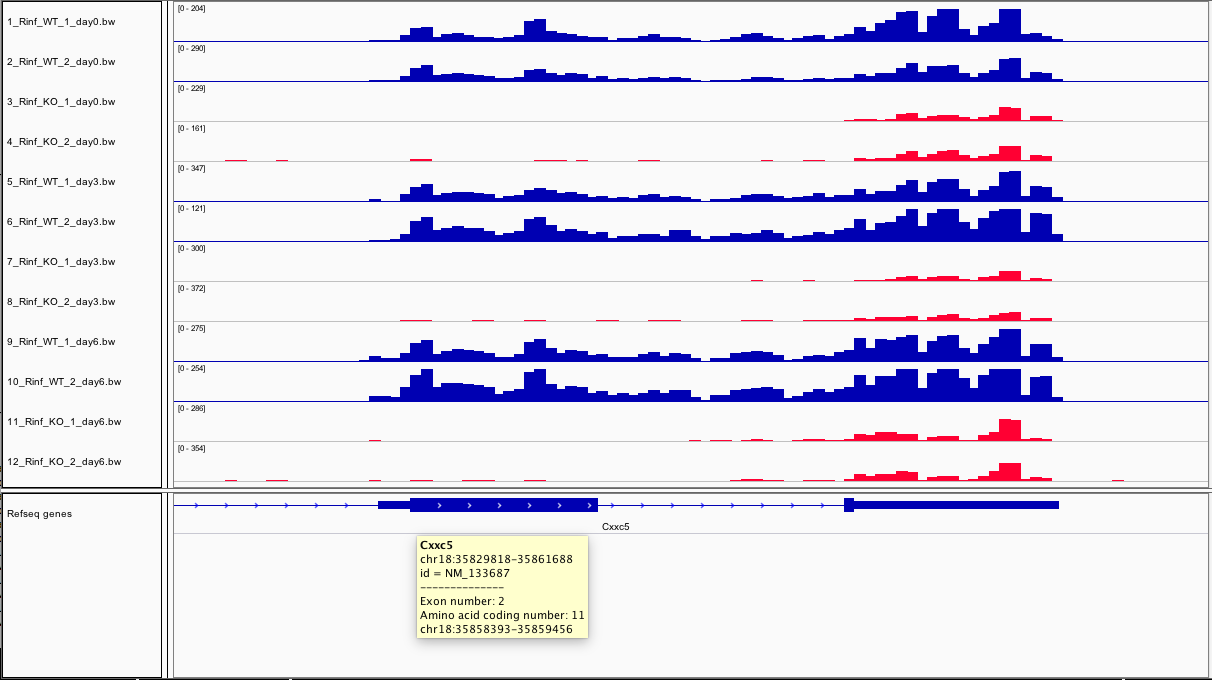 [0 - 204]
1_Rinf_WT_1_day0.bw
[0 - 290]
2_Rinf_WT_2_day0.bw
[0 - 229]
3_Rinf_KO_1_day0.bw
[0 - 161]
4_Rinf_KO_2_day0.bw
[0 - 347]
5_Rinf_WT_1_day3.bw
[0 - 121]
6_Rinf_WT_2_day3.bw
[0 - 300]
7_Rinf_KO_1_day3.bw
[0 - 372]
8_Rinf_KO_2_day3.bw
[0 - 275]
9_Rinf_WT_1_day6.bw
[0 - 254]
10_Rinf_WT_2_day6.bw
[0 - 286]
11_Rinf_KO_1_day6.bw
[0 - 354]
12_Rinf_KO_2_day6.bw
Refseq genes
Cxxc5
Cxxc5
chr18:35829818-35861688
id = NM_133687
--------------
Exon number: 2
Amino acid coding number: 11
chr18:35858393-35859456